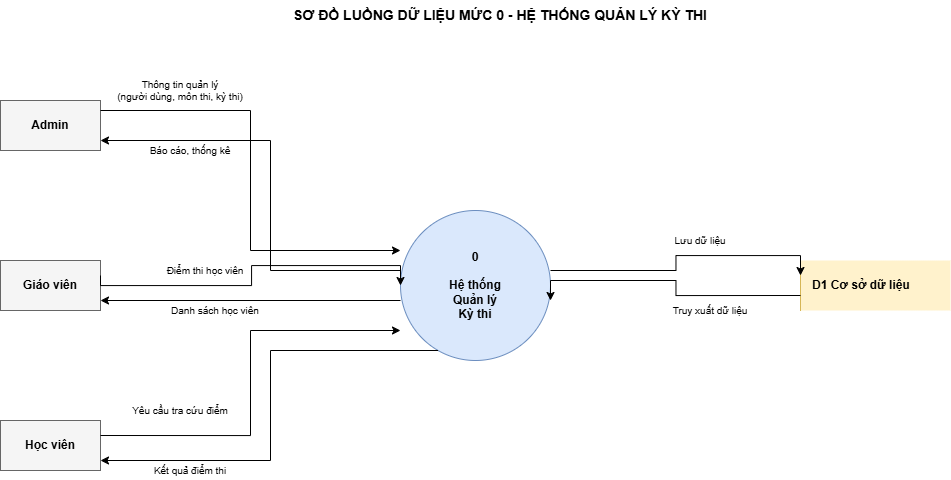 SƠ ĐỒ LUỒNG DỮ LIỆU MỨC 0 - HỆ THỐNG QUẢN LÝ KỲ THI
Thông tin quản lý
(người dùng, môn thi, kỳ thi)
Admin
Báo cáo, thống kê
Giáo viên
Điểm thi học viên
Danh sách học viên
0
Hệ thống
Quản lý
Kỳ thi
Lưu dữ liệu
D1 Cơ sở dữ liệu
Truy xuất dữ liệu
Yêu cầu tra cứu điểm
Học viên
Kết quả điểm thi